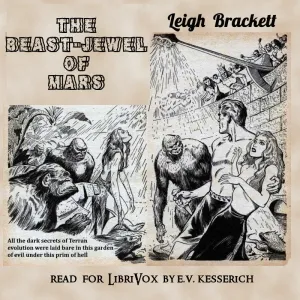 THE
BEAST-JEWEL
OF
MARS
Leigh Brackett
All the dark secrets of Terran
evolution were laid bare in this garden
of evil under this prim of hell
READ FOR LIBRIVOX BY E.V. KESSERICH